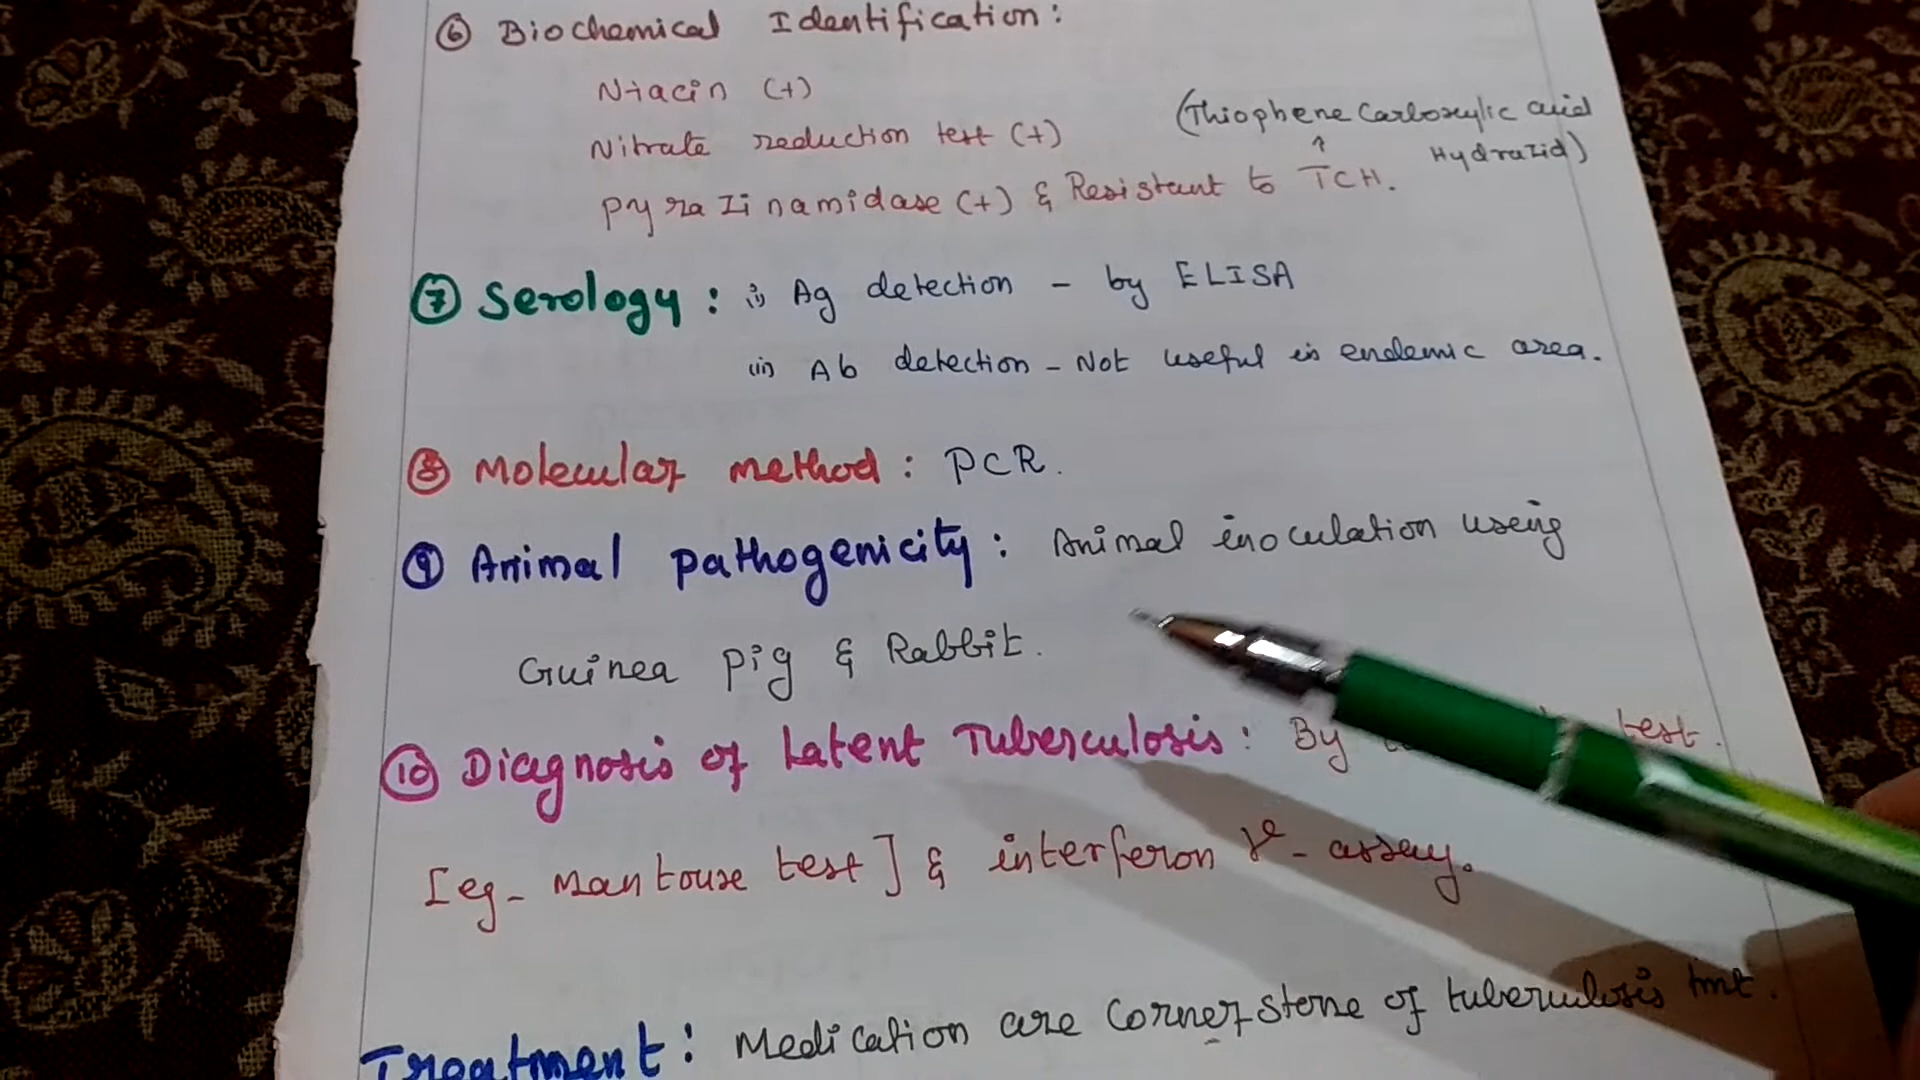 ⑥ Biochemical Identification:
Niacin (+)
Nitrate reduction test (+)
(Thiophene Carboxylic acid
Hydrazid)
↑
Pyrazinamidase (+) & Resistant to TCH.
⑦ Serology: (i) Ag detection - by ELISA
(ii) Ab detection - Not useful in endemic area.
⑧ Molecular method: PCR.
⑨ Animal pathogenicity: Animal inoculation using
Guinea pig & Rabbit.
⑩ Diagnosis of Latent Tuberculosis: By test.
[eg- Mantoux test] & interferon γ- assay.
Treatment: Medication are cornerstone of tuberculosis tmt.